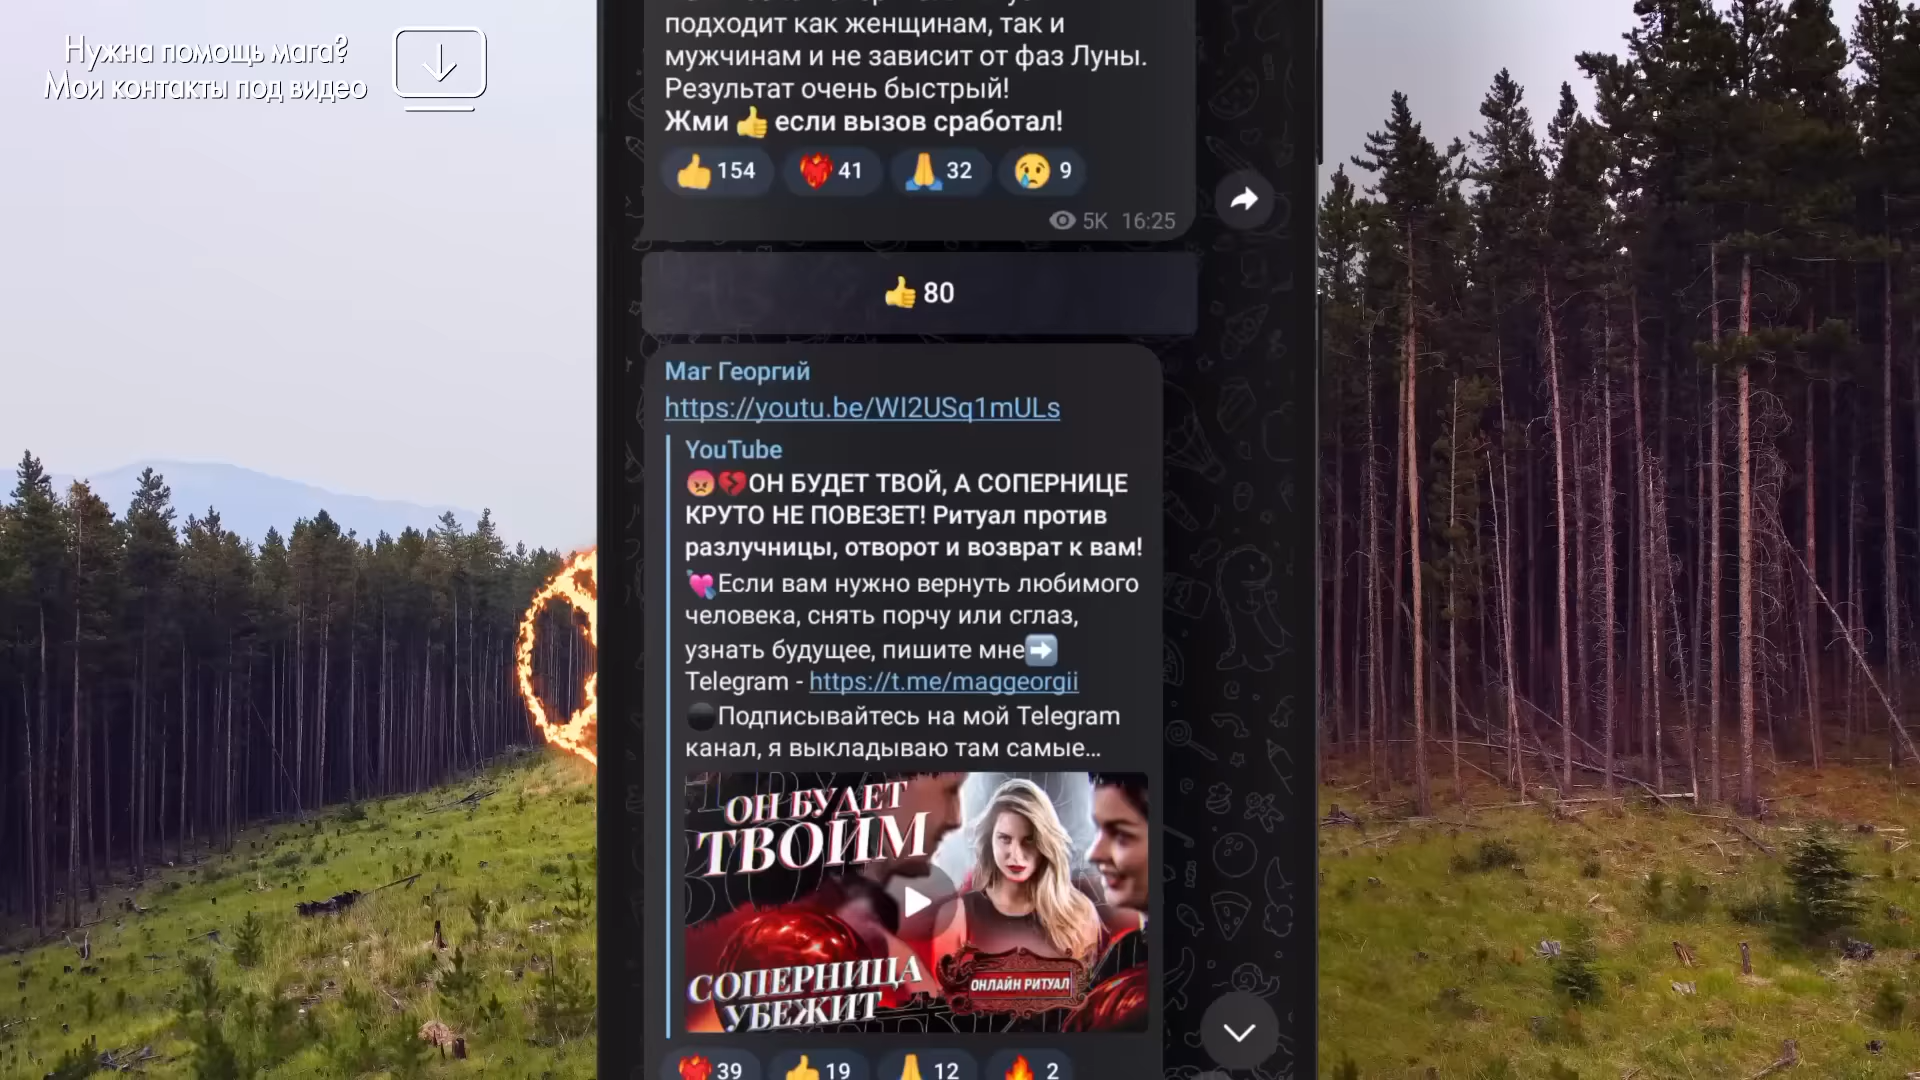 Нужна помощь мага?
Мои контакты под видео
подходит как женщинам, так и
мужчинам и не зависит от фаз Луны.
Результат очень быстрый!
Жми 👍 если вызов сработал!
👍 154 ❤️‍🔥 41 🙏 32 😢 9
5K 16:25
👍 80
Маг Георгий
https://youtu.be/WI2USq1mULs
YouTube
😡💔ОН БУДЕТ ТВОЙ, А СОПЕРНИЦЕ
КРУТО НЕ ПОВЕЗЕТ! Ритуал против
разлучницы, отворот и возврат к вам!
💘Если вам нужно вернуть любимого
человека, снять порчу или сглаз,
узнать будущее, пишите мне➡️
Telegram - https://t.me/maggeorgii
⚫Подписывайтесь на мой Telegram
канал, я выкладываю там самые...
ОН БУДЕТ
ТВОИМ
СОПЕРНИЦА
УБЕЖИТ
ОНЛАЙН РИТУАЛ
❤️‍🔥 39 👍 19 🙏 12 🔥 2